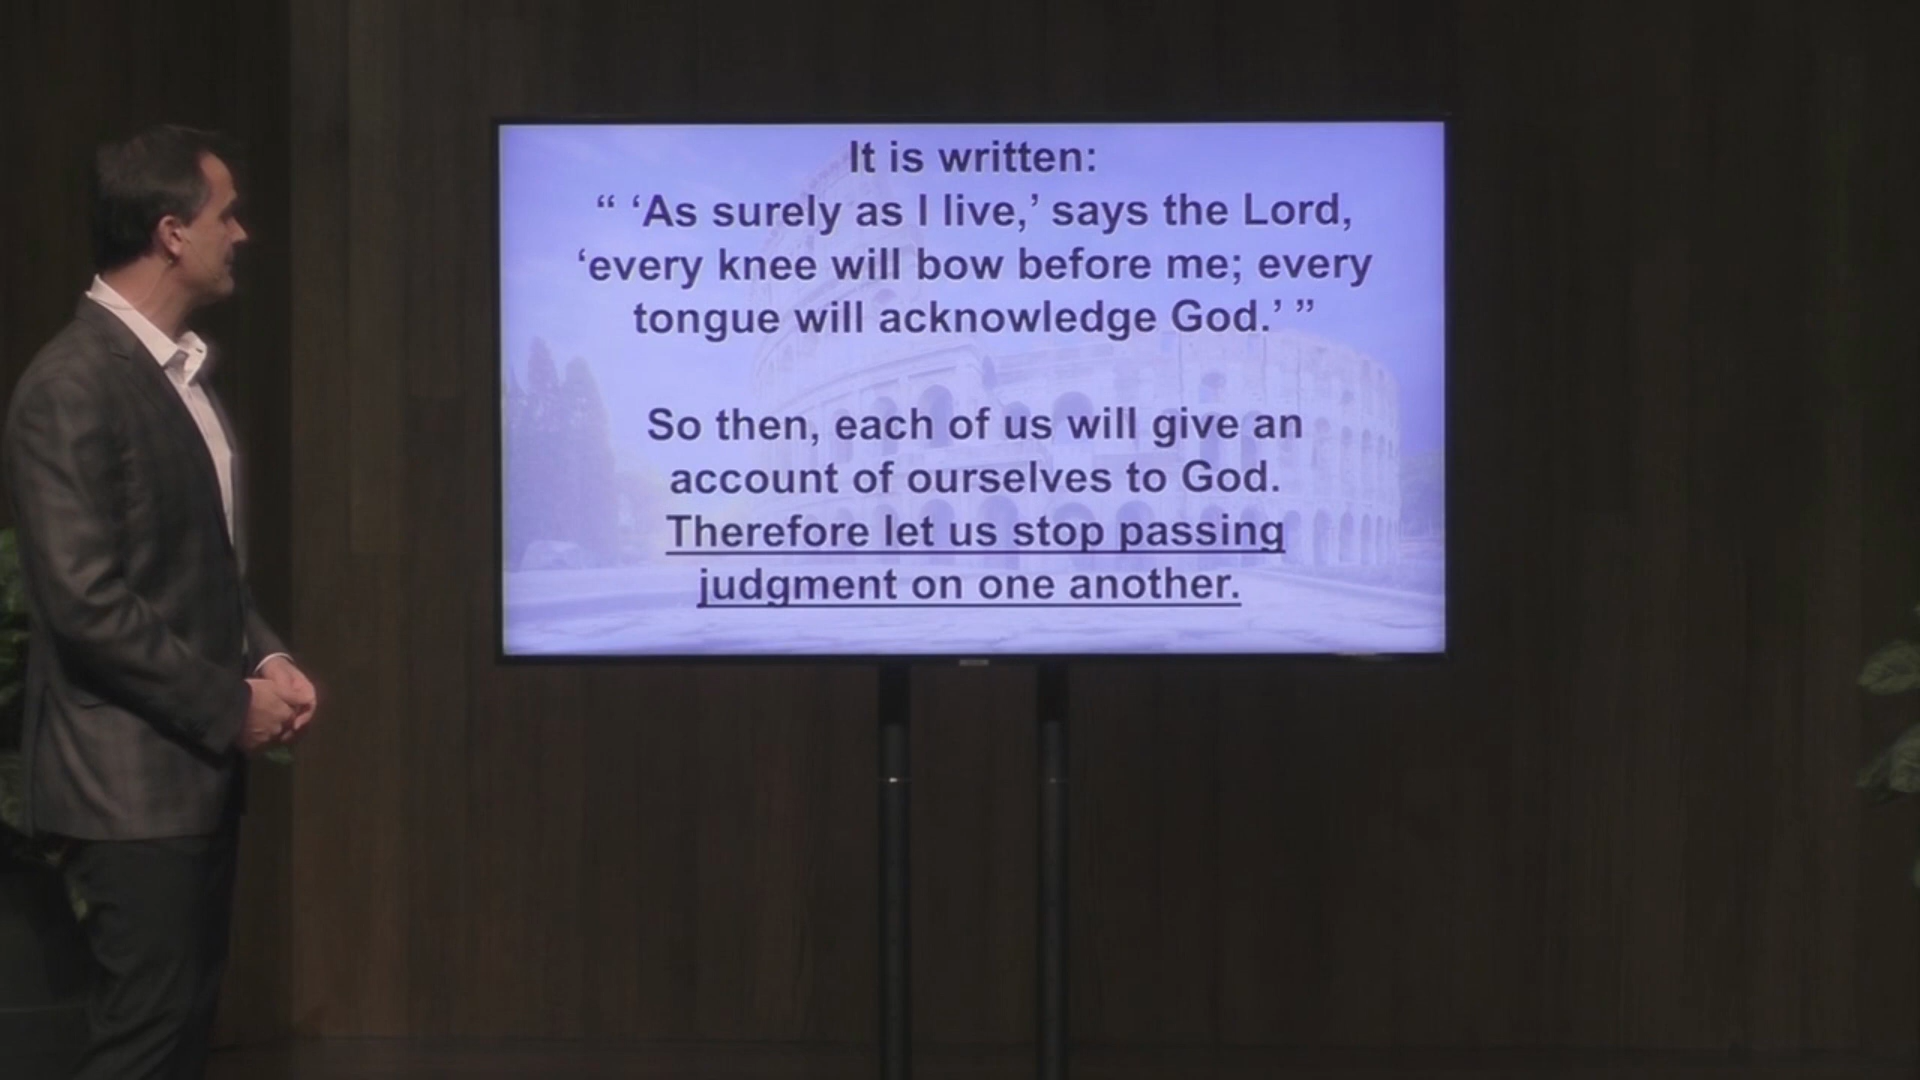 It is written:
“ ‘As surely as I live,’ says the Lord,
‘every knee will bow before me; every
tongue will acknowledge God.’ ”
So then, each of us will give an
account of ourselves to God.
Therefore let us stop passing
judgment on one another.